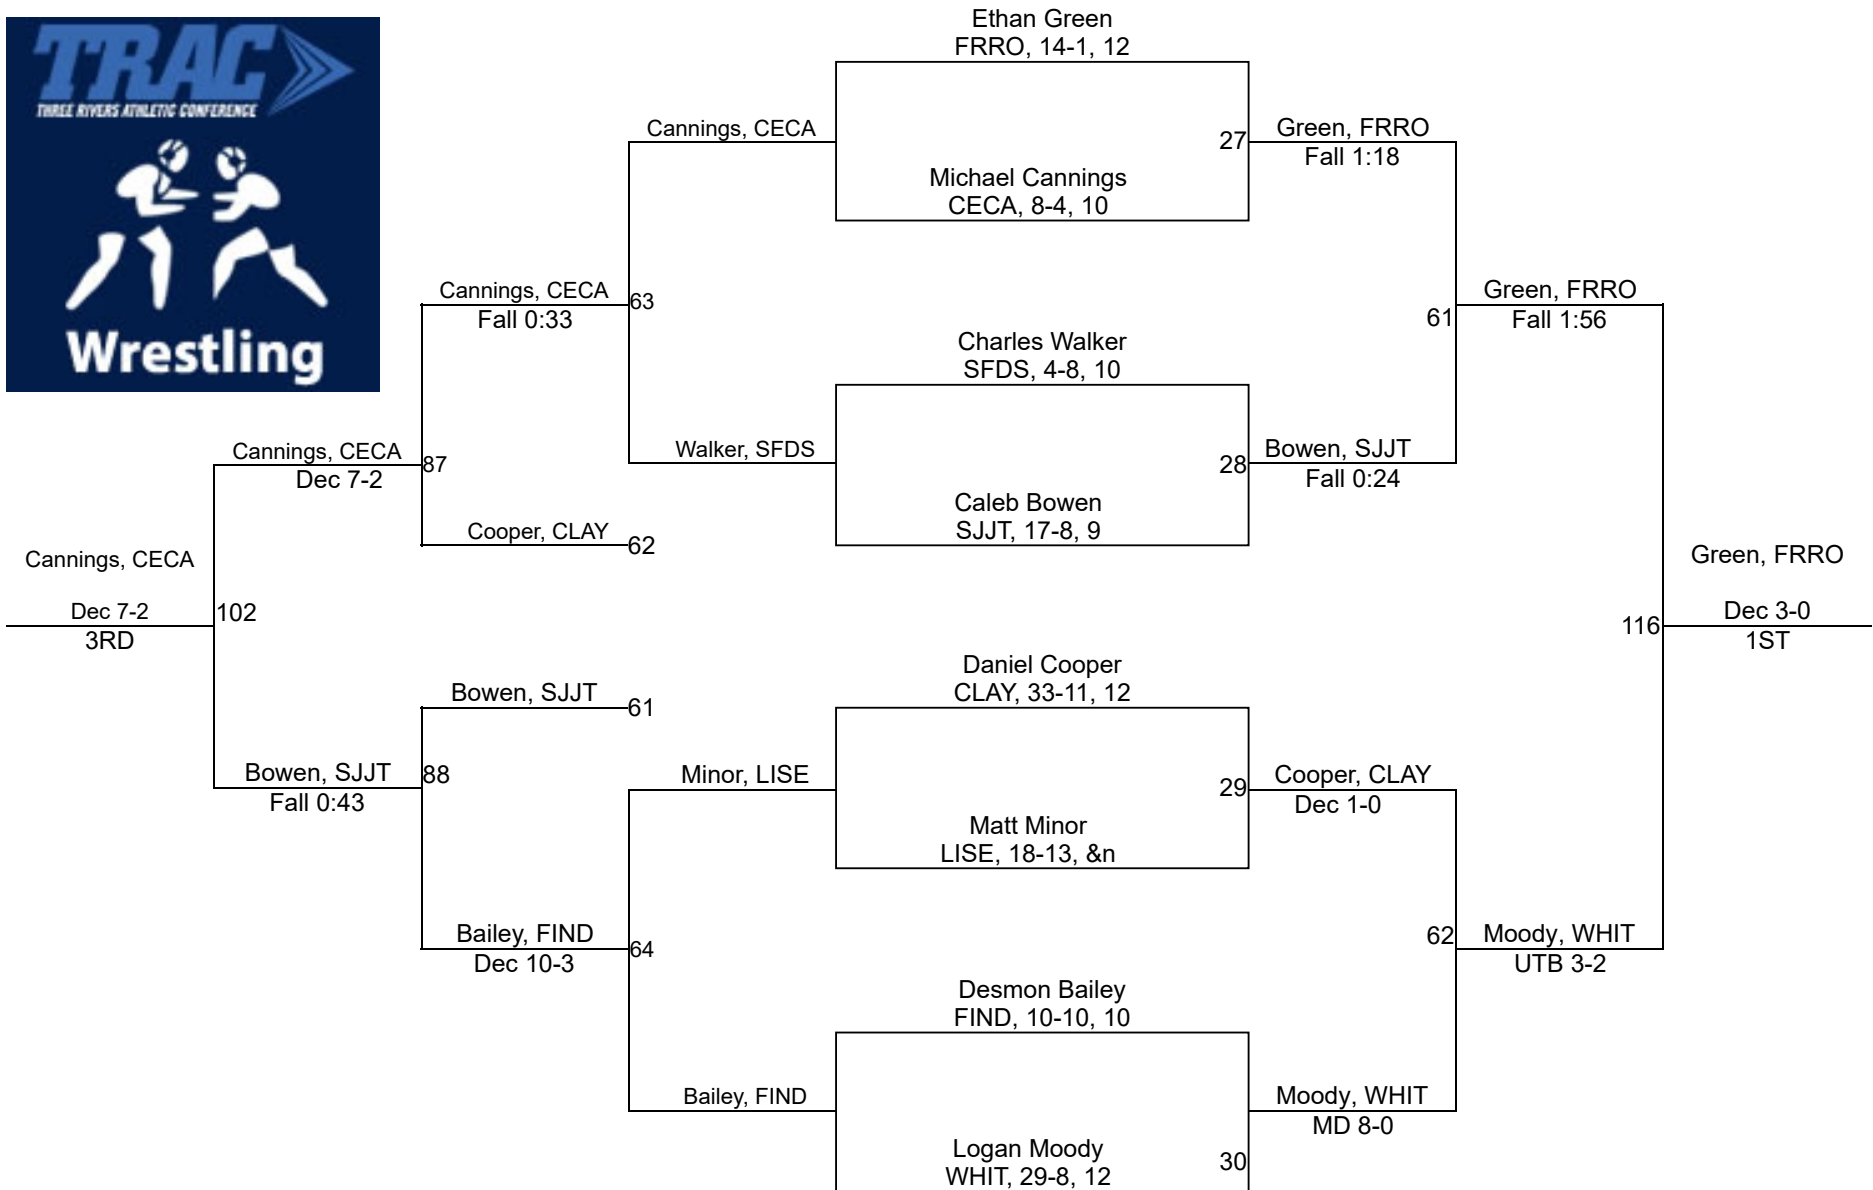 TRAC
THREE RIVERS ATHLETIC CONFERENCE
Wrestling
Ethan Green
FRRO, 14-1, 12
Cannings, CECA
27
Green, FRRO
Fall 1:18
Michael Cannings
CECA, 8-4, 10
Cannings, CECA
Fall 0:33
63
Green, FRRO
Fall 1:56
61
Charles Walker
SFDS, 4-8, 10
Cannings, CECA
Dec 7-2
87
Walker, SFDS
28
Bowen, SJJT
Fall 0:24
Caleb Bowen
SJJT, 17-8, 9
Cooper, CLAY
62
Cannings, CECA
Dec 7-2
3RD
102
Green, FRRO
Dec 3-0
1ST
116
Daniel Cooper
CLAY, 33-11, 12
Bowen, SJJT
61
Bowen, SJJT
Fall 0:43
88
Minor, LISE
29
Cooper, CLAY
Dec 1-0
Matt Minor
LISE, 18-13, &n
Bailey, FIND
Dec 10-3
64
62
Moody, WHIT
UTB 3-2
Desmon Bailey
FIND, 10-10, 10
Bailey, FIND
Moody, WHIT
MD 8-0
Logan Moody
WHIT, 29-8, 12
30